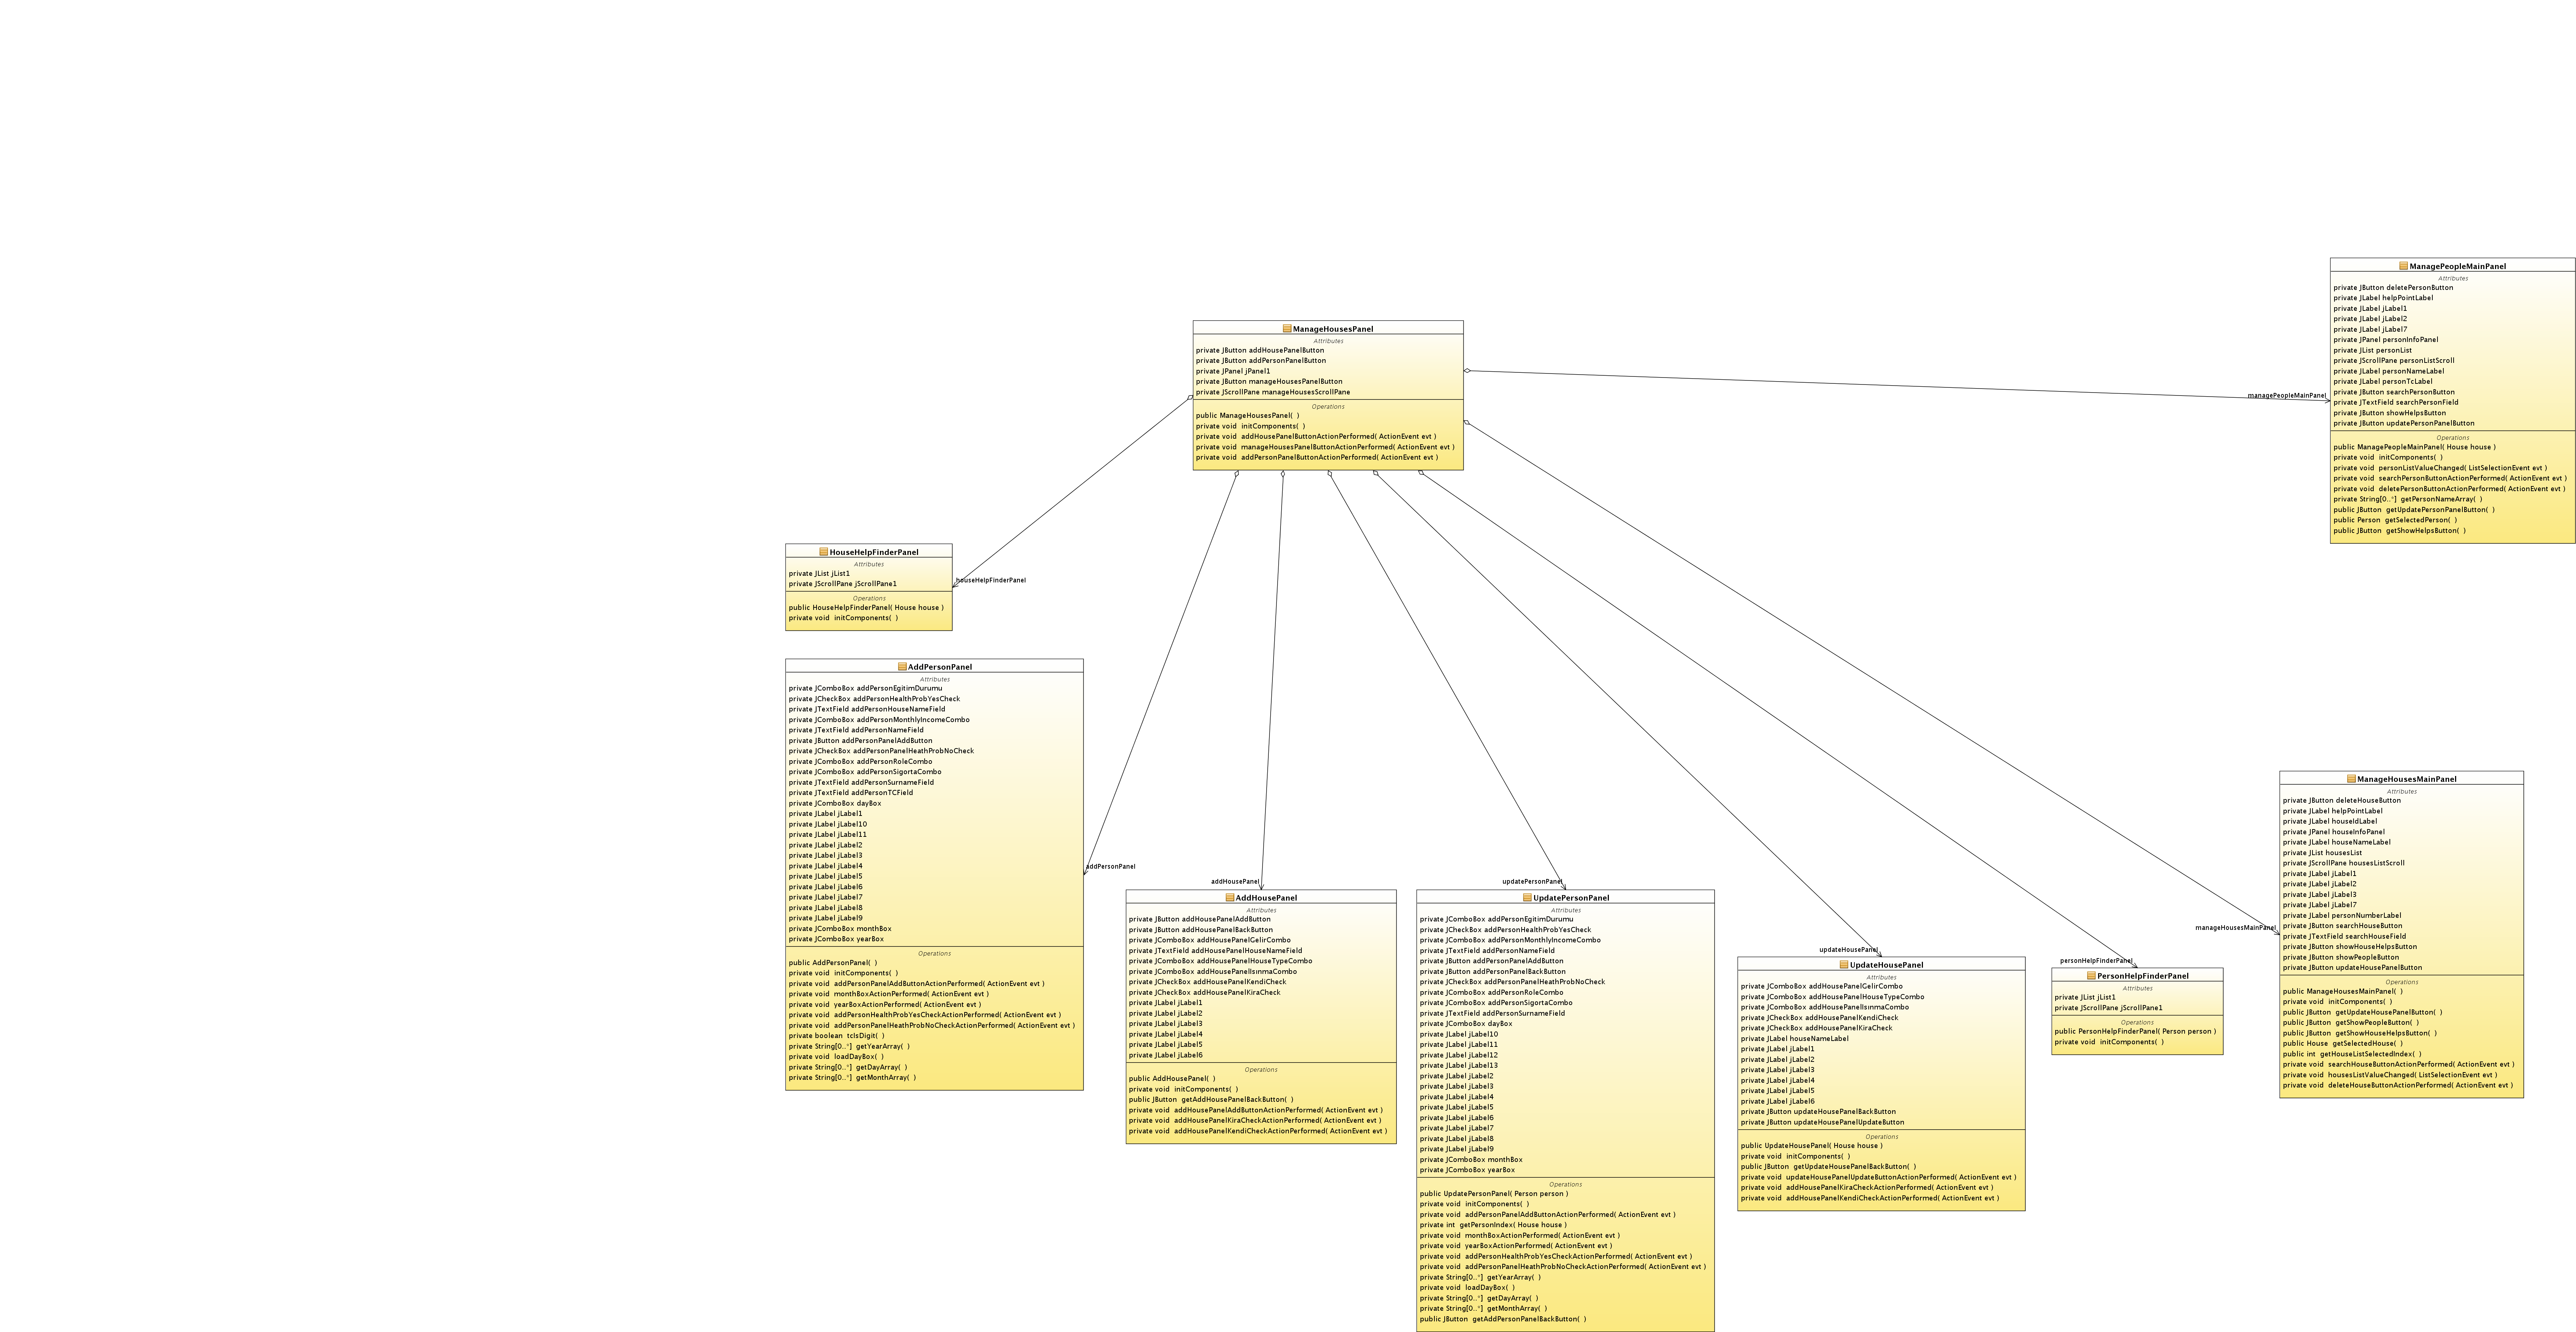 ManagePeopleMainPanel
Attributes
private JButton deletePersonButton
private JLabel helpPointLabel
private JLabel jLabel1
private JLabel jLabel2
private JLabel jLabel7
private JPanel personInfoPanel
private JList personList
private JScrollPane personListScroll
private JLabel personNameLabel
private JLabel personTcLabel
private JButton searchPersonButton
private JTextField searchPersonField
private JButton showHelpsButton
private JButton updatePersonPanelButton
Operations
public ManagePeopleMainPanel( House house )
private void initComponents( )
private void personListValueChanged( ListSelectionEvent evt )
private void searchPersonButtonActionPerformed( ActionEvent evt )
private void deletePersonButtonActionPerformed( ActionEvent evt )
private String[0..*] getPersonNameArray( )
public JButton getUpdatePersonPanelButton( )
public Person getSelectedPerson( )
public JButton getShowHelpsButton( )
ManageHousesPanel
Attributes
private JButton addHousePanelButton
private JButton addPersonPanelButton
private JPanel jPanel1
private JButton manageHousesPanelButton
private JScrollPane manageHousesScrollPane
Operations
public ManageHousesPanel( )
private void initComponents( )
private void addHousePanelButtonActionPerformed( ActionEvent evt )
private void manageHousesPanelButtonActionPerformed( ActionEvent evt )
private void addPersonPanelButtonActionPerformed( ActionEvent evt )
managePeopleMainPanel
HouseHelpFinderPanel
Attributes
private JList jList1
private JScrollPane jScrollPane1
Operations
public HouseHelpFinderPanel( House house )
private void initComponents( )
houseHelpFinderPanel
AddPersonPanel
Attributes
private JComboBox addPersonEgitimDurumu
private JCheckBox addPersonHealthProbYesCheck
private JTextField addPersonHouseNameField
private JComboBox addPersonMonthlyIncomeCombo
private JTextField addPersonNameField
private JButton addPersonPanelAddButton
private JCheckBox addPersonPanelHeathProbNoCheck
private JComboBox addPersonRoleCombo
private JComboBox addPersonSigortaCombo
private JTextField addPersonSurnameField
private JTextField addPersonTCField
private JComboBox dayBox
private JLabel jLabel1
private JLabel jLabel10
private JLabel jLabel11
private JLabel jLabel2
private JLabel jLabel3
private JLabel jLabel4
private JLabel jLabel5
private JLabel jLabel6
private JLabel jLabel7
private JLabel jLabel8
private JLabel jLabel9
private JComboBox monthBox
private JComboBox yearBox
Operations
public AddPersonPanel( )
private void initComponents( )
private void addPersonPanelAddButtonActionPerformed( ActionEvent evt )
private void monthBoxActionPerformed( ActionEvent evt )
private void yearBoxActionPerformed( ActionEvent evt )
private void addPersonHealthProbYesCheckActionPerformed( ActionEvent evt )
private void addPersonPanelHeathProbNoCheckActionPerformed( ActionEvent evt )
private boolean tcIsDigit( )
private String[0..*] getYearArray( )
private void loadDayBox( )
private String[0..*] getDayArray( )
private String[0..*] getMonthArray( )
addPersonPanel
addHousePanel
AddHousePanel
Attributes
private JButton addHousePanelAddButton
private JButton addHousePanelBackButton
private JComboBox addHousePanelGelirCombo
private JTextField addHousePanelHouseNameField
private JComboBox addHousePanelHouseTypeCombo
private JComboBox addHousePanelIsınmaCombo
private JCheckBox addHousePanelKendiCheck
private JCheckBox addHousePanelKiraCheck
private JLabel jLabel1
private JLabel jLabel2
private JLabel jLabel3
private JLabel jLabel4
private JLabel jLabel5
private JLabel jLabel6
Operations
public AddHousePanel( )
private void initComponents( )
public JButton getAddHousePanelBackButton( )
private void addHousePanelAddButtonActionPerformed( ActionEvent evt )
private void addHousePanelKiraCheckActionPerformed( ActionEvent evt )
private void addHousePanelKendiCheckActionPerformed( ActionEvent evt )
updatePersonPanel
UpdatePersonPanel
Attributes
private JComboBox addPersonEgitimDurumu
private JCheckBox addPersonHealthProbYesCheck
private JComboBox addPersonMonthlyIncomeCombo
private JTextField addPersonNameField
private JButton addPersonPanelAddButton
private JButton addPersonPanelBackButton
private JCheckBox addPersonPanelHeathProbNoCheck
private JComboBox addPersonRoleCombo
private JComboBox addPersonSigortaCombo
private JTextField addPersonSurnameField
private JComboBox dayBox
private JLabel jLabel10
private JLabel jLabel11
private JLabel jLabel12
private JLabel jLabel13
private JLabel jLabel2
private JLabel jLabel3
private JLabel jLabel4
private JLabel jLabel5
private JLabel jLabel6
private JLabel jLabel7
private JLabel jLabel8
private JLabel jLabel9
private JComboBox monthBox
private JComboBox yearBox
Operations
public UpdatePersonPanel( Person person )
private void initComponents( )
private void addPersonPanelAddButtonActionPerformed( ActionEvent evt )
private int getPersonIndex( House house )
private void monthBoxActionPerformed( ActionEvent evt )
private void yearBoxActionPerformed( ActionEvent evt )
private void addPersonHealthProbYesCheckActionPerformed( ActionEvent evt )
private void addPersonPanelHeathProbNoCheckActionPerformed( ActionEvent evt )
private String[0..*] getYearArray( )
private void loadDayBox( )
private String[0..*] getDayArray( )
private String[0..*] getMonthArray( )
public JButton getAddPersonPanelBackButton( )
updateHousePanel
UpdateHousePanel
Attributes
private JComboBox addHousePanelGelirCombo
private JComboBox addHousePanelHouseTypeCombo
private JComboBox addHousePanelIsınmaCombo
private JCheckBox addHousePanelKendiCheck
private JCheckBox addHousePanelKiraCheck
private JLabel houseNameLabel
private JLabel jLabel1
private JLabel jLabel2
private JLabel jLabel3
private JLabel jLabel4
private JLabel jLabel5
private JLabel jLabel6
private JButton updateHousePanelBackButton
private JButton updateHousePanelUpdateButton
Operations
public UpdateHousePanel( House house )
private void initComponents( )
public JButton getUpdateHousePanelBackButton( )
private void updateHousePanelUpdateButtonActionPerformed( ActionEvent evt )
private void addHousePanelKiraCheckActionPerformed( ActionEvent evt )
private void addHousePanelKendiCheckActionPerformed( ActionEvent evt )
personHelpFinderPanel
PersonHelpFinderPanel
Attributes
private JList jList1
private JScrollPane jScrollPane1
Operations
public PersonHelpFinderPanel( Person person )
private void initComponents( )
manageHousesMainPanel
ManageHousesMainPanel
Attributes
private JButton deleteHouseButton
private JLabel helpPointLabel
private JLabel houseIdLabel
private JPanel houseInfoPanel
private JLabel houseNameLabel
private JList housesList
private JScrollPane housesListScroll
private JLabel jLabel1
private JLabel jLabel2
private JLabel jLabel3
private JLabel jLabel7
private JLabel personNumberLabel
private JButton searchHouseButton
private JTextField searchHouseField
private JButton showHouseHelpsButton
private JButton showPeopleButton
private JButton updateHousePanelButton
Operations
public ManageHousesMainPanel( )
private void initComponents( )
public JButton getUpdateHousePanelButton( )
public JButton getShowPeopleButton( )
public JButton getShowHouseHelpsButton( )
public House getSelectedHouse( )
public int getHouseListSelectedIndex( )
private void searchHouseButtonActionPerformed( ActionEvent evt )
private void housesListValueChanged( ListSelectionEvent evt )
private void deleteHouseButtonActionPerformed( ActionEvent evt )